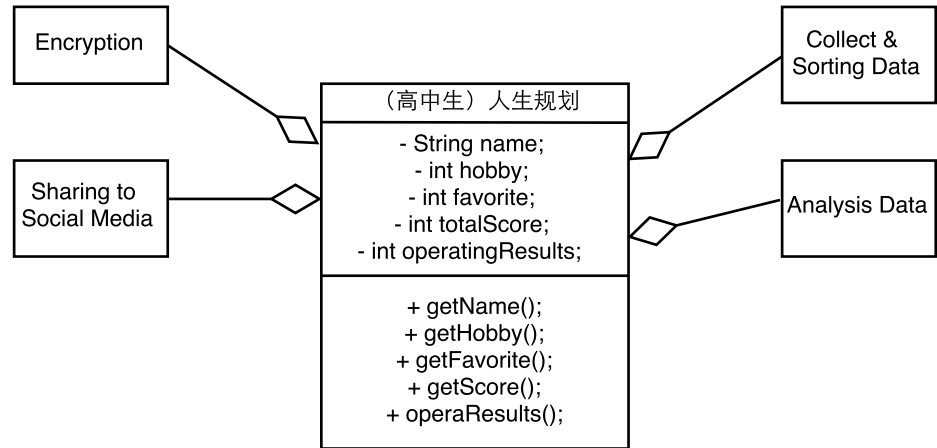 Encryption
Sharing to
Social Media
（高中生）人生规划
- String name;
- int hobby;
- int favorite;
- int totalScore;
- int operatingResults;
+ getName();
+ getHobby();
+ getFavorite();
+ getScore();
+ operaResults();
Collect &
Sorting Data
Analysis Data